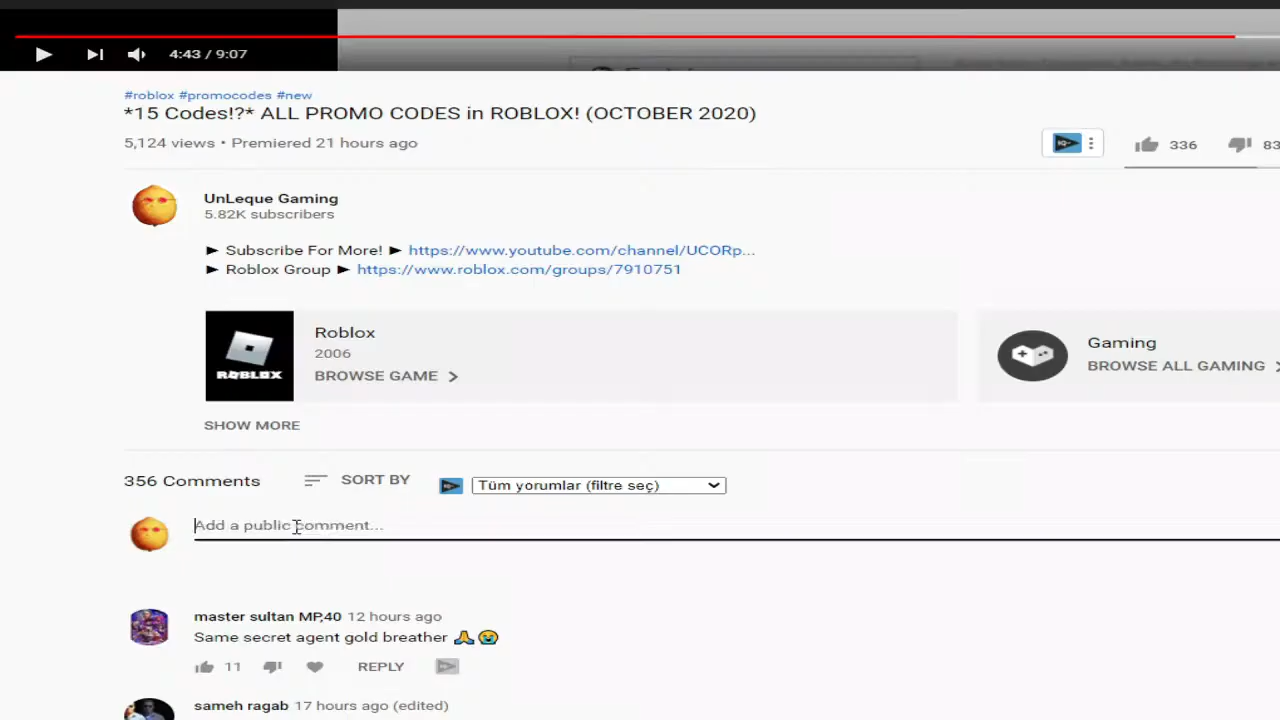 4:43 / 9:07
#roblox #promocodes #new
*15 Codes!?* ALL PROMO CODES in ROBLOX! (OCTOBER 2020)
5,124 views • Premiered 21 hours ago
336
83
UnLeque Gaming
5.82K subscribers
► Subscribe For More! ► https://www.youtube.com/channel/UCORp...
► Roblox Group ► https://www.roblox.com/groups/7910751
ROBLOX
Roblox
2006
BROWSE GAME
Gaming
BROWSE ALL GAMING
SHOW MORE
356 Comments
SORT BY
Tüm yorumlar (filtre seç)
Add a public comment...
master sultan MP,40 12 hours ago
Same secret agent gold breather 🙏😭
11
REPLY
sameh ragab 17 hours ago (edited)